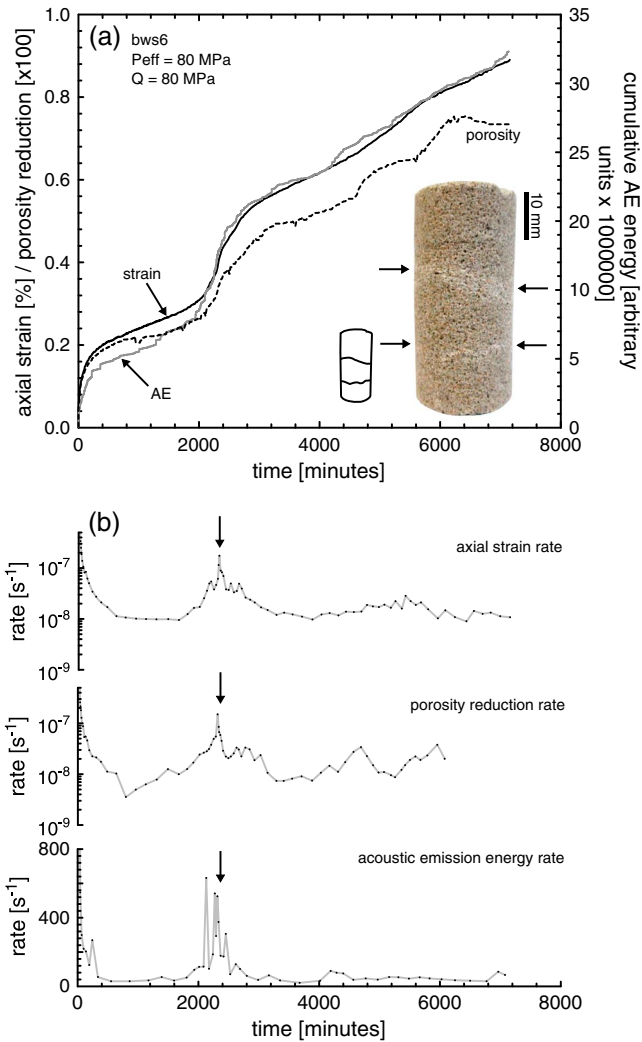 (a)
bws6
Peff = 80 MPa
Q = 80 MPa
axial strain [%] / porosity reduction [x100]
1.0
0.8
0.6
0.4
0.2
0.0
strain
AE
porosity
10 mm
35
30
25
20
15
10
5
0
cumulative AE energy [arbitrary
units x 1000000]
0 2000 4000 6000 8000
time [minutes]
(b)
axial strain rate
rate [s⁻¹]
10⁻⁷
10⁻⁸
10⁻⁹
porosity reduction rate
rate [s⁻¹]
10⁻⁷
10⁻⁸
10⁻⁹
acoustic emission energy rate
rate [s⁻¹]
800
400
0
0 2000 4000 6000 8000
time [minutes]